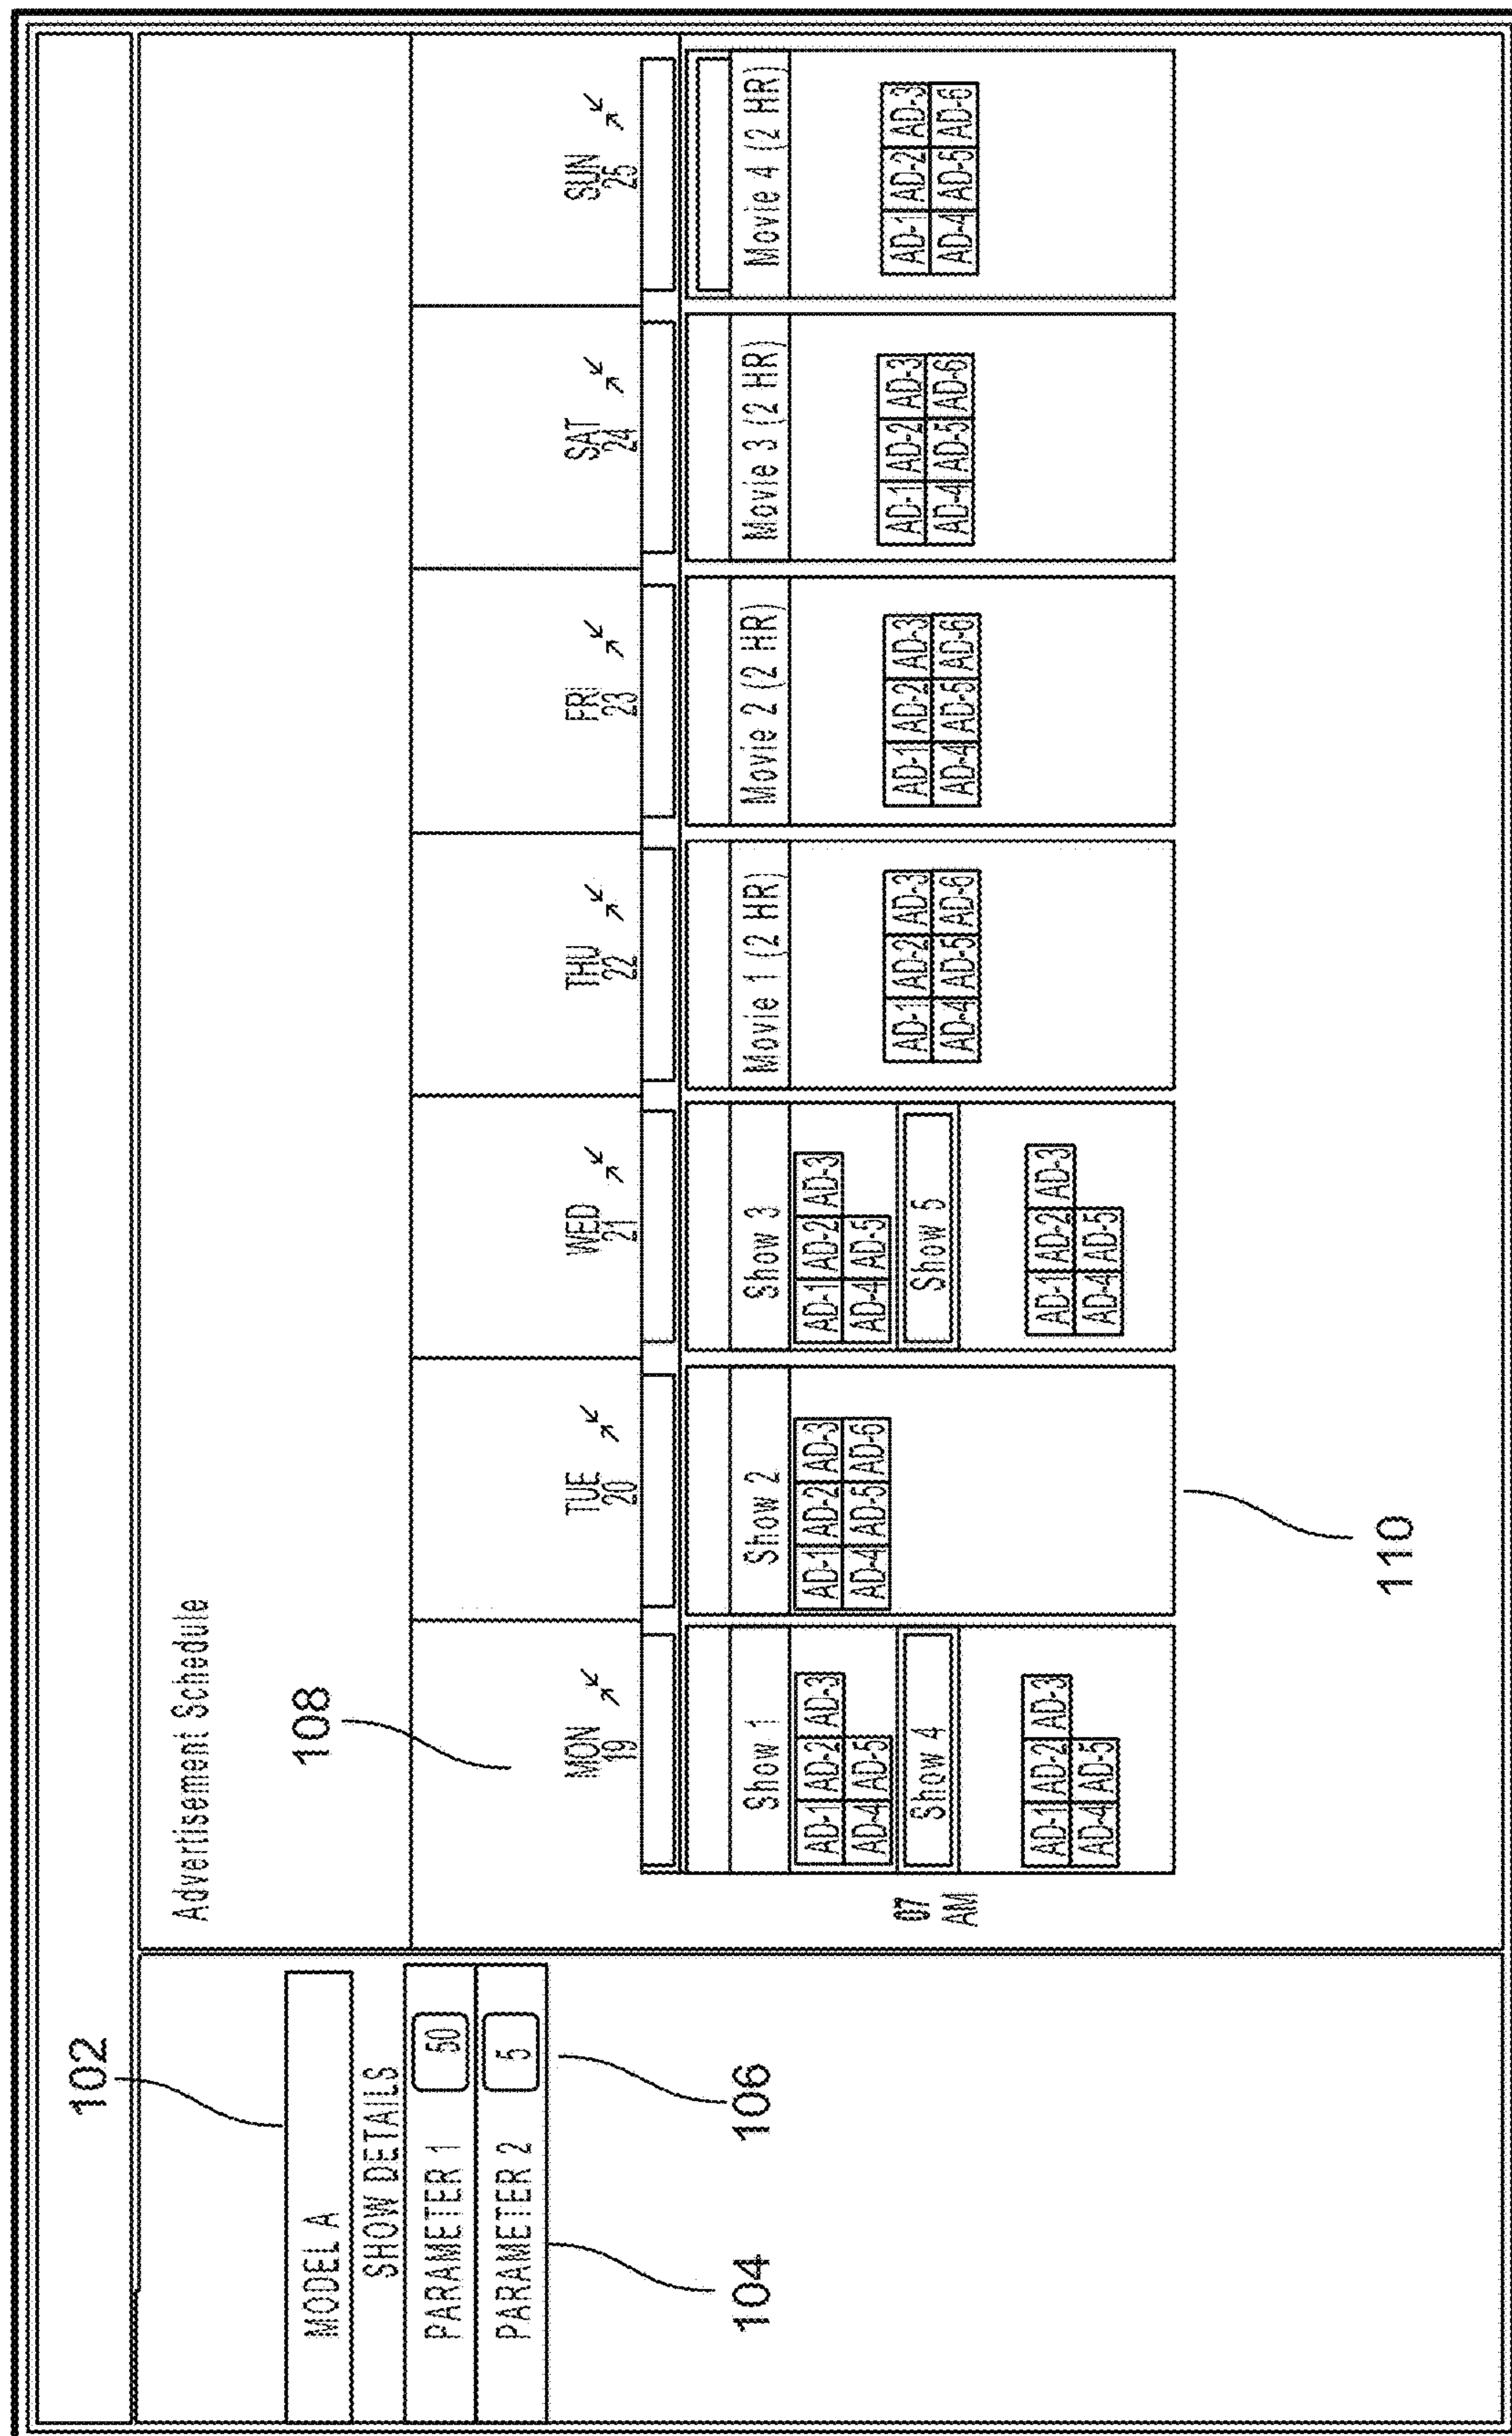 102
MODEL A
SHOW DETAILS
PARAMETER 1 50
PARAMETER 2 5
104
106
Advertisement Schedule
108
MON
19
TUE
20
WED
21
THU
22
FRI
23
SAT
24
SUN
25
07
AM
Show 1
AD-1 AD-2 AD-3
AD-4 AD-5
Show 4
AD-1 AD-2 AD-3
AD-4 AD-5
Show 2
AD-1 AD-2 AD-3
AD-4 AD-5 AD-6
Show 3
AD-1 AD-2 AD-3
AD-4 AD-5
Show 5
AD-1 AD-2 AD-3
AD-4 AD-5
Movie 1 (2 HR)
AD-1 AD-2 AD-3
AD-4 AD-5 AD-6
Movie 2 (2 HR)
AD-1 AD-2 AD-3
AD-4 AD-5 AD-6
Movie 3 (2 HR)
AD-1 AD-2 AD-3
AD-4 AD-5 AD-6
Movie 4 (2 HR)
AD-1 AD-2 AD-3
AD-4 AD-5 AD-6
110